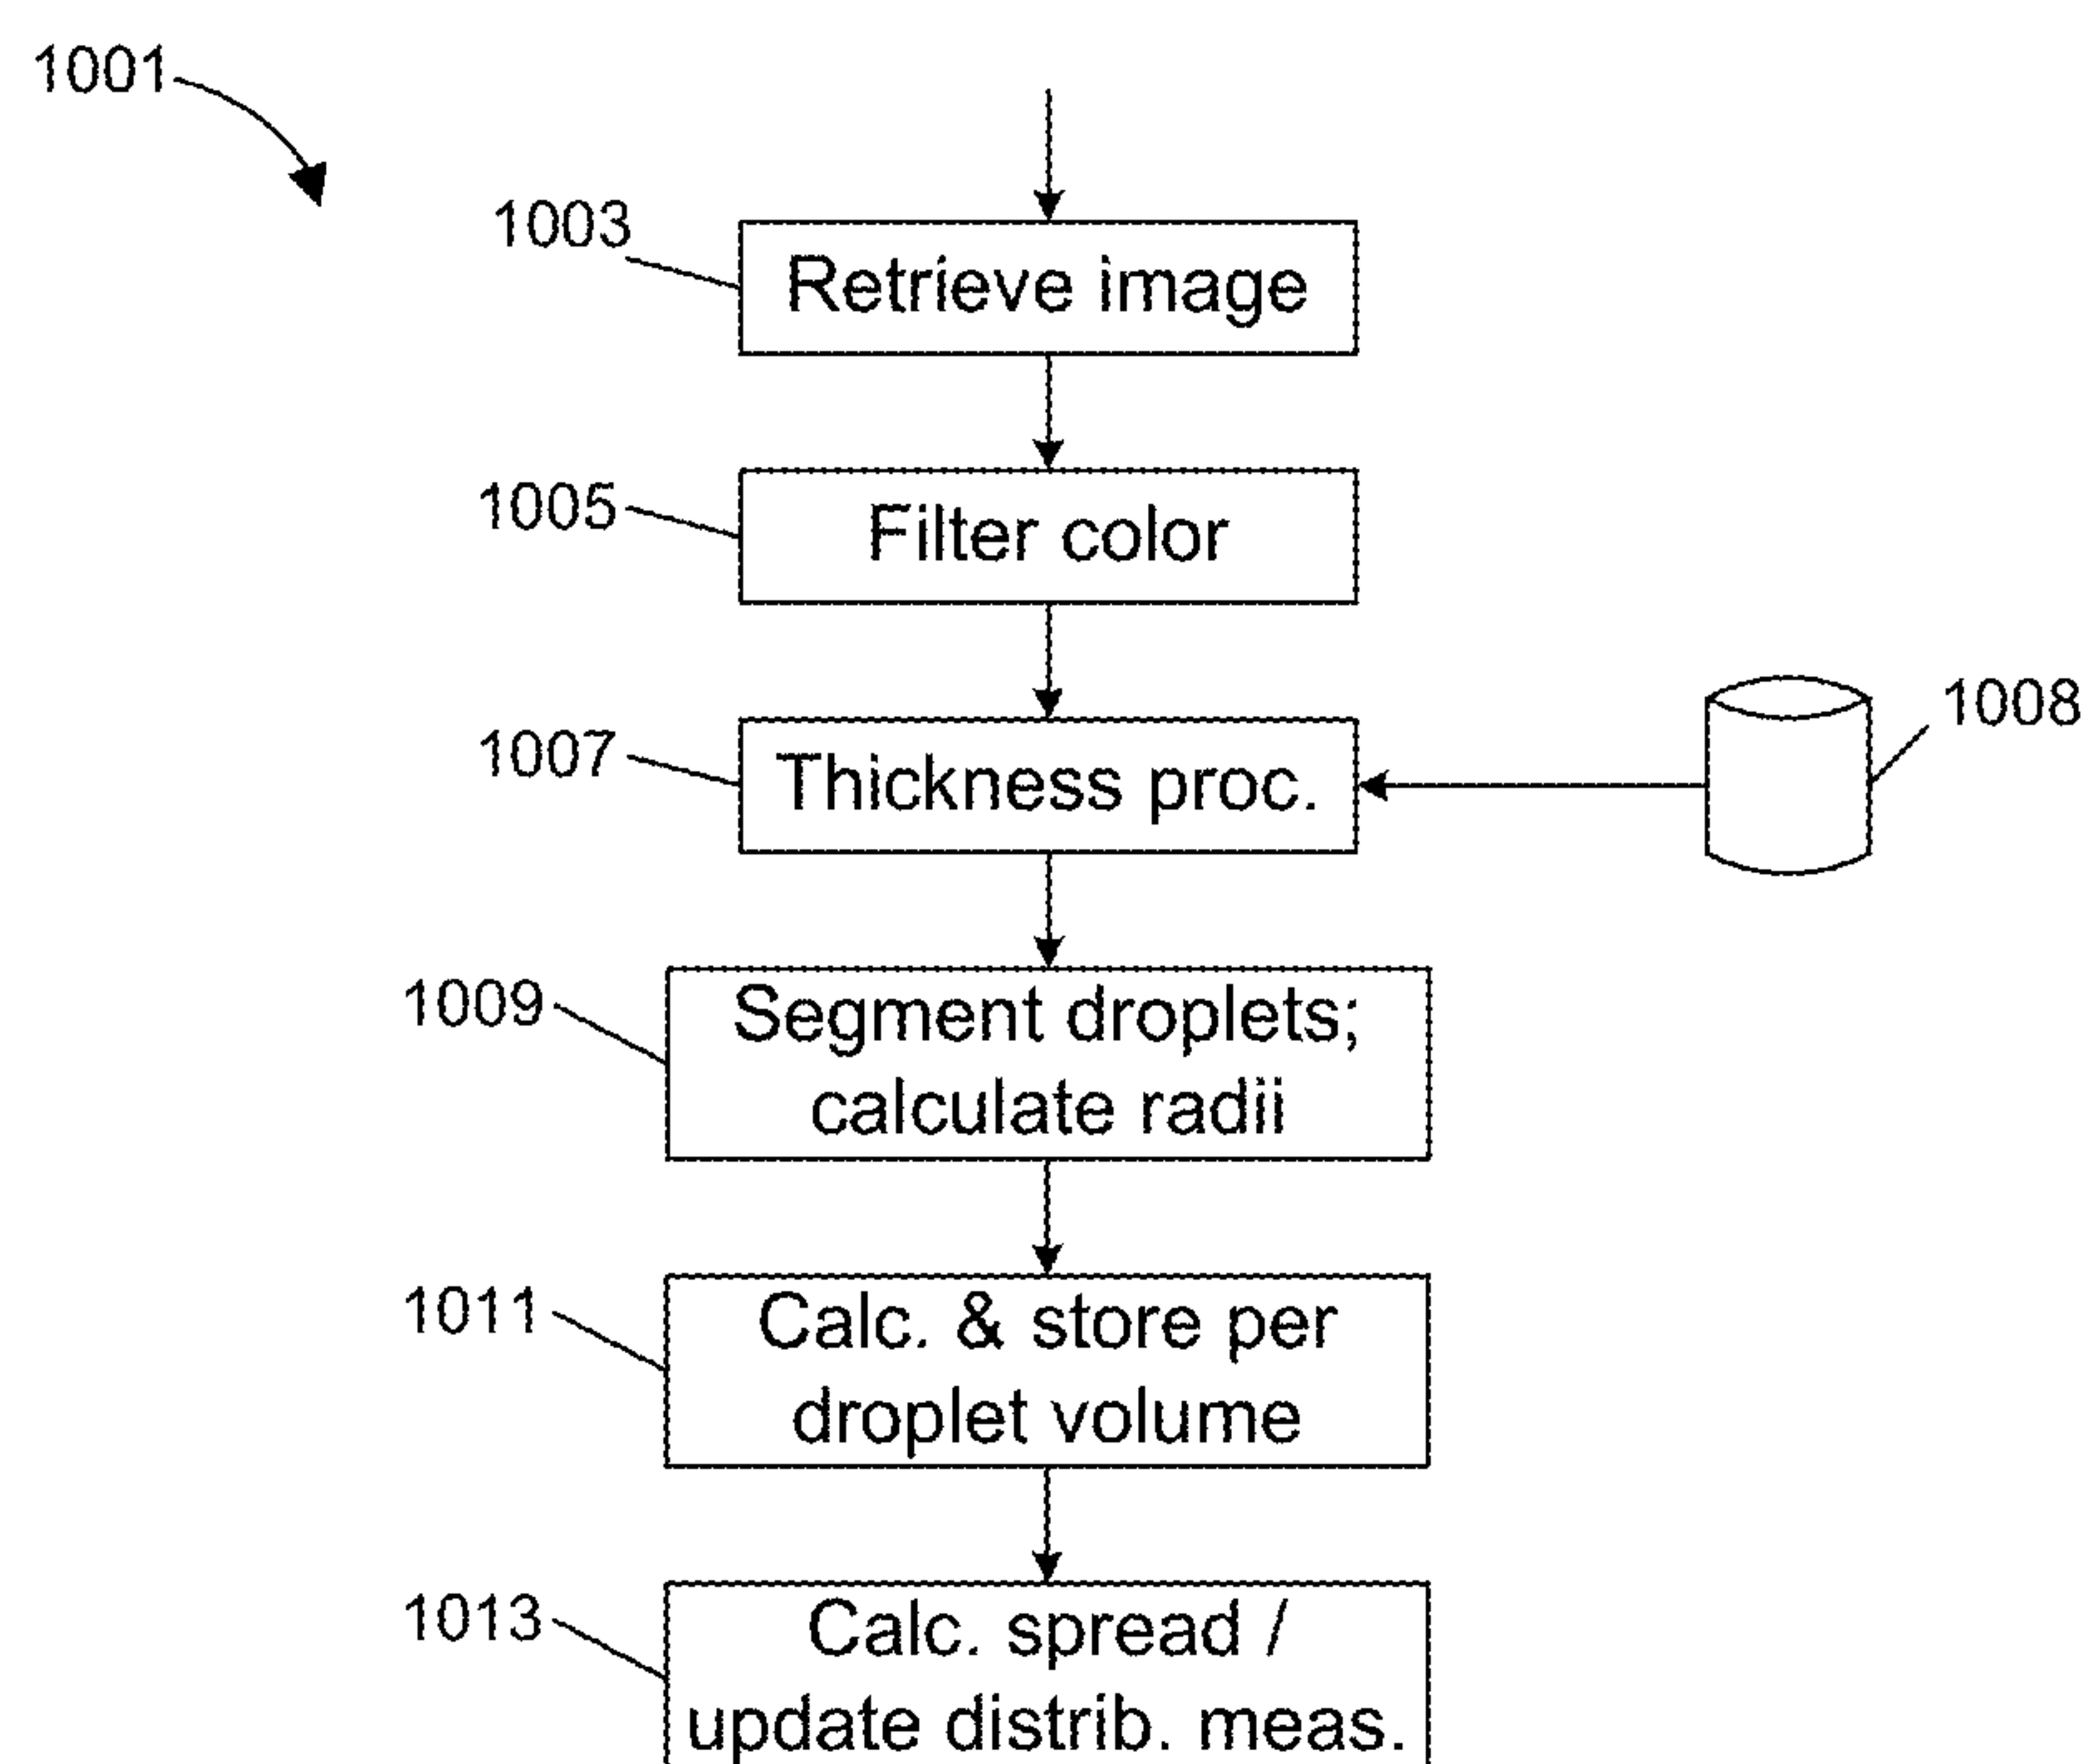 1001
1003
Retrieve image
1005
Filter color
1007
Thickness proc.
1008
1009
Segment droplets;
calculate radii
1011
Calc. & store per
droplet volume
1013
Calc. spread /
update distrib. meas.